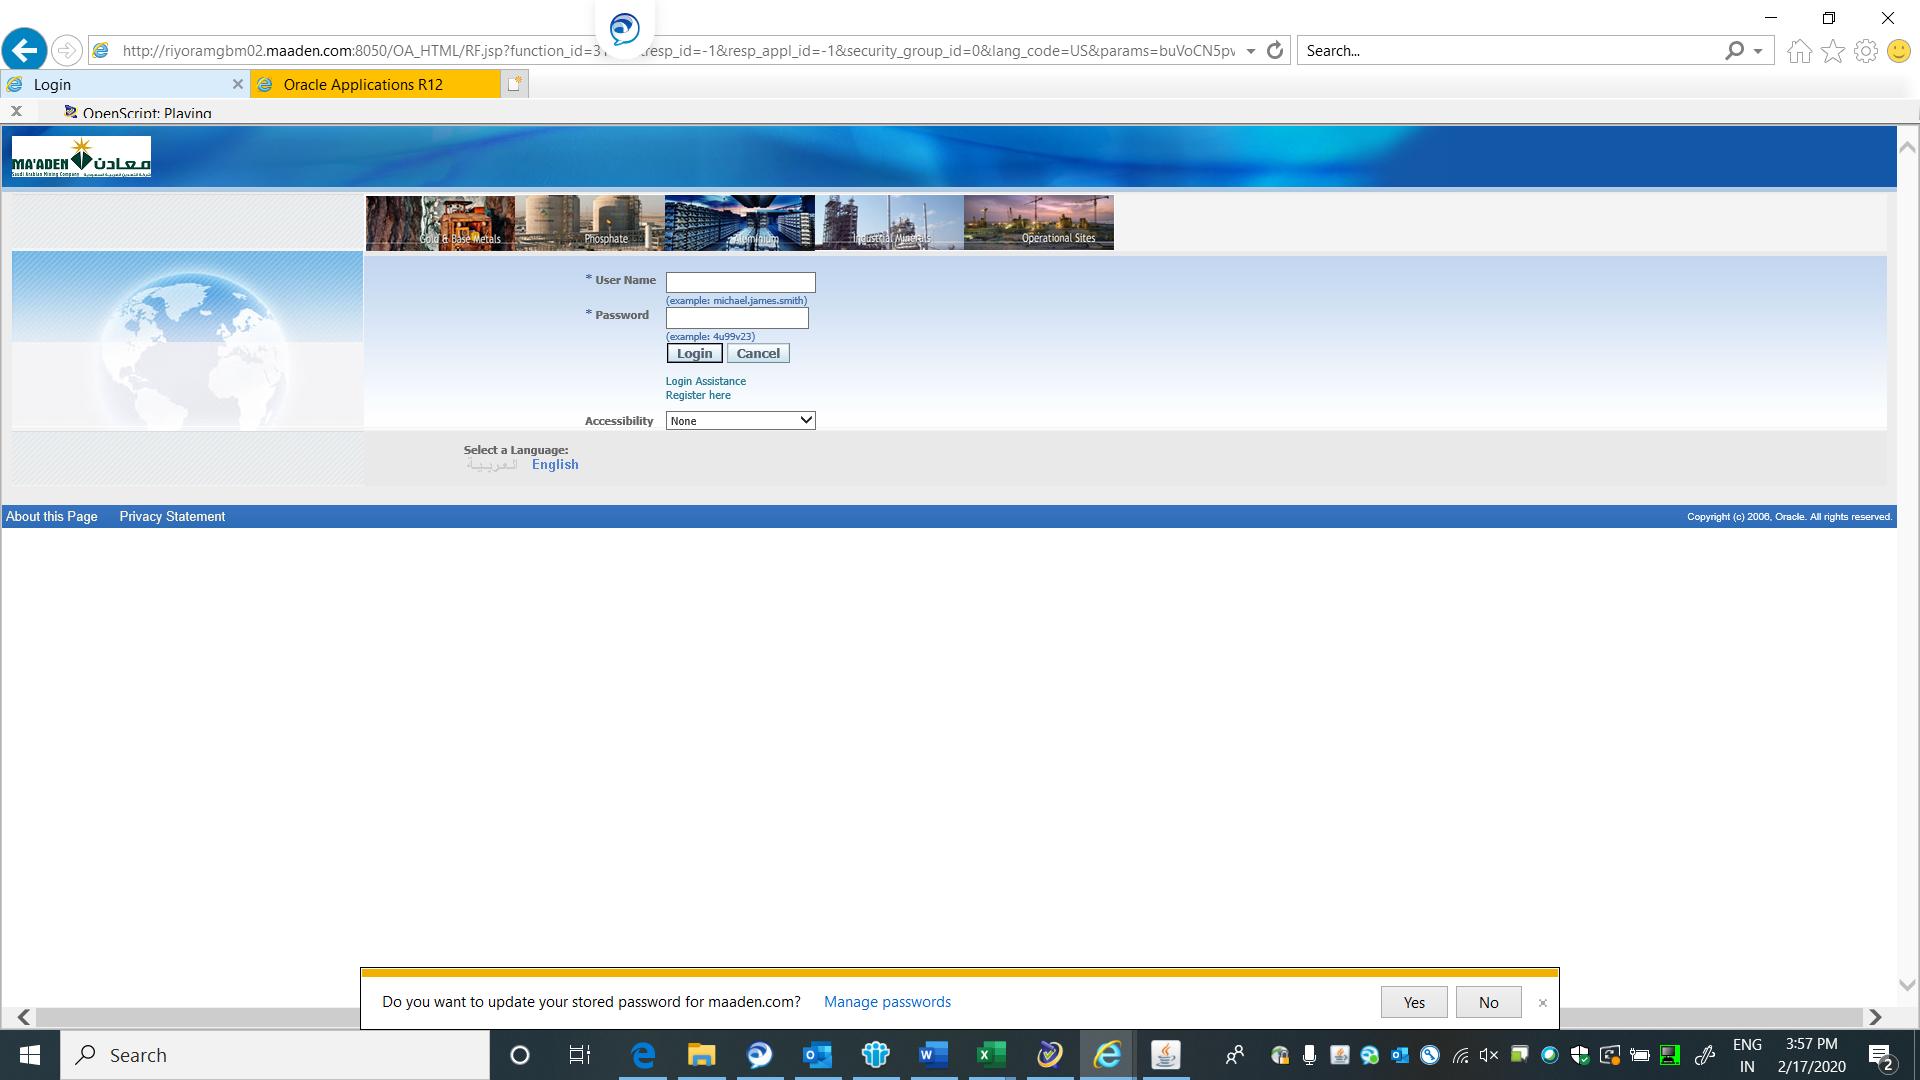 http://riyoramgbm02.maaden.com:8050/OA_HTML/RF.jsp?function_id=3 resp_id=-1&resp_appl_id=-1&security_group_id=0&lang_code=US&params=buVoCN5pv
Search...
Login
Oracle Applications R12
OpenScript: Playing
MA'ADEN معادن
Saudi Arabian Mining Company
Gold & Base Metals
Phosphate
Aluminium
Industrial Minerals
Operational Sites
* User Name
(example: michael.james.smith)
* Password
(example: 4u99v23)
Login Cancel
Login Assistance
Register here
Accessibility None
Select a Language:
العربية English
About this Page Privacy Statement
Copyright (c) 2006, Oracle. All rights reserved.
Do you want to update your stored password for maaden.com? Manage passwords Yes No
Search
ENG
IN
3:57 PM
2/17/2020
2